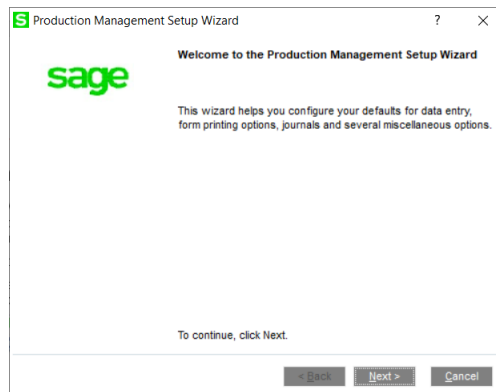 S Production Management Setup Wizard ? X
sage
Welcome to the Production Management Setup Wizard
This wizard helps you configure your defaults for data entry,
form printing options, journals and several miscellaneous options.
To continue, click Next.
< Back Next > Cancel